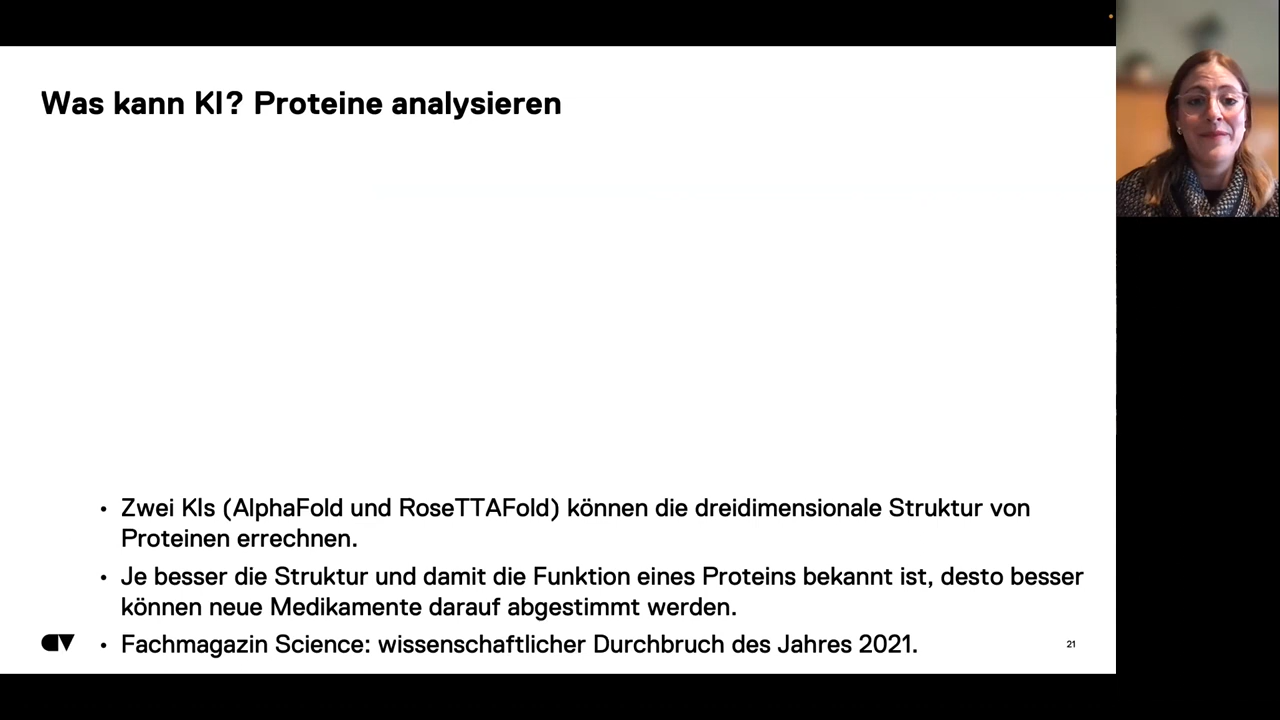 Was kann KI? Proteine analysieren
• Zwei KIs (AlphaFold und RoseTTAFold) können die dreidimensionale Struktur von
Proteinen errechnen.
• Je besser die Struktur und damit die Funktion eines Proteins bekannt ist, desto besser
können neue Medikamente darauf abgestimmt werden.
• Fachmagazin Science: wissenschaftlicher Durchbruch des Jahres 2021.
21